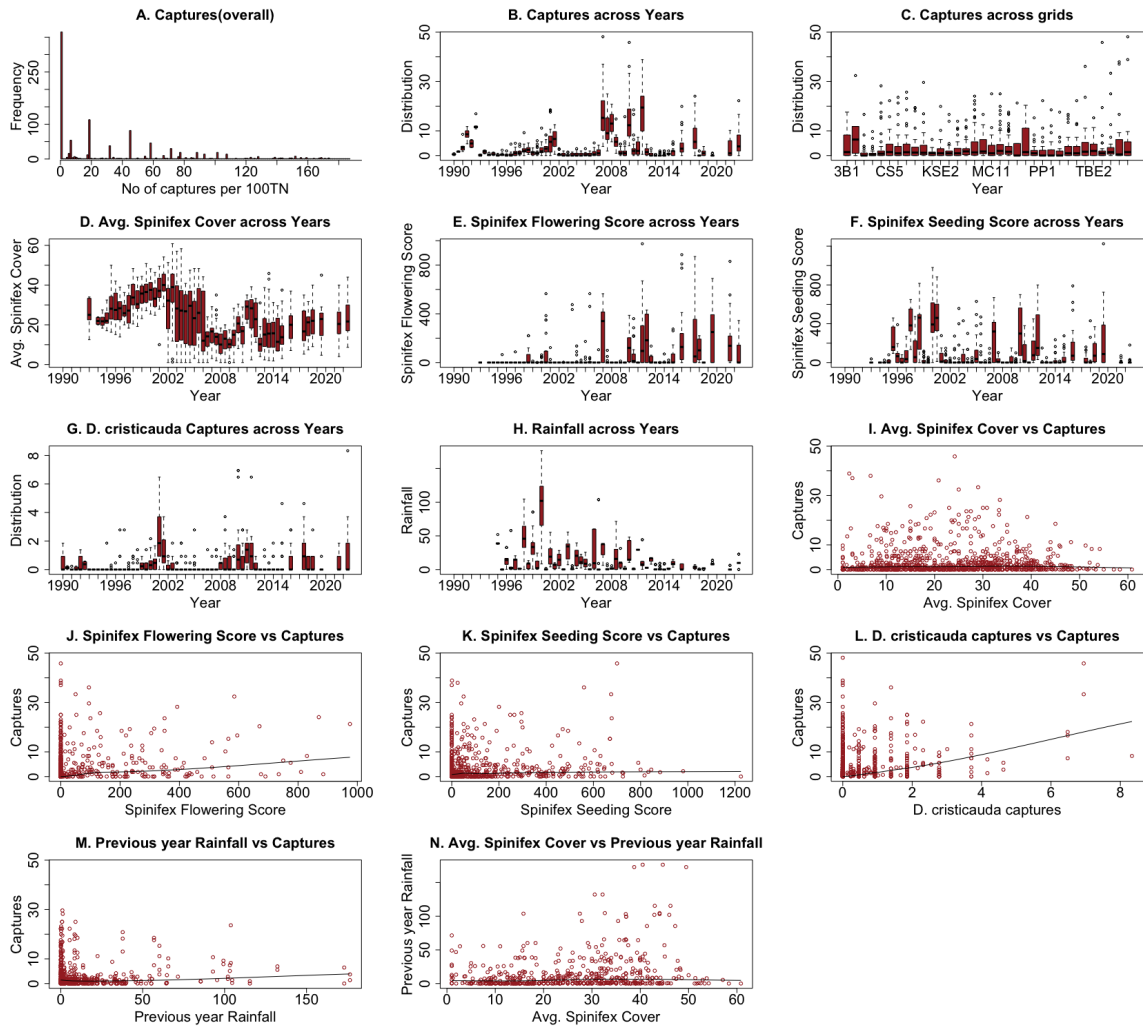 A. Captures(overall)
Frequency
0 100 250
0 20 40 60 80 100 120 140 160
No of captures per 100TN
B. Captures across Years
Distribution
0 10 30 50
1990 1996 2002 2008 2014 2020
Year
C. Captures across grids
Distribution
0 10 30 50
3B1 CS5 KSE2 MC11 PP1 TBE2
Year
D. Avg. Spinifex Cover across Years
Avg. Spinifex Cover
0 20 40 60
1990 1996 2002 2008 2014 2020
Year
E. Spinifex Flowering Score across Years
Spinifex Flowering Score
0 400 800
1990 1996 2002 2008 2014 2020
Year
F. Spinifex Seeding Score across Years
Spinifex Seeding Score
0 400 800
1990 1996 2002 2008 2014 2020
Year
G. D. cristicauda Captures across Years
Distribution
0 2 4 6 8
1990 1996 2002 2008 2014 2020
Year
H. Rainfall across Years
Rainfall
0 50 100
1990 1996 2002 2008 2014 2020
Year
I. Avg. Spinifex Cover vs Captures
Captures
0 10 30 50
0 10 20 30 40 50 60
Avg. Spinifex Cover
J. Spinifex Flowering Score vs Captures
Captures
0 10 30 50
0 200 400 600 800 1000
Spinifex Flowering Score
K. Spinifex Seeding Score vs Captures
Captures
0 10 30 50
0 200 400 600 800 1000 1200
Spinifex Seeding Score
L. D. cristicauda captures vs Captures
Captures
0 10 30 50
0 2 4 6 8
D. cristicauda captures
M. Previous year Rainfall vs Captures
Captures
0 10 30 50
0 50 100 150
Previous year Rainfall
N. Avg. Spinifex Cover vs Previous year Rainfall
Previous year Rainfall
0 50 100
0 10 20 30 40 50 60
Avg. Spinifex Cover